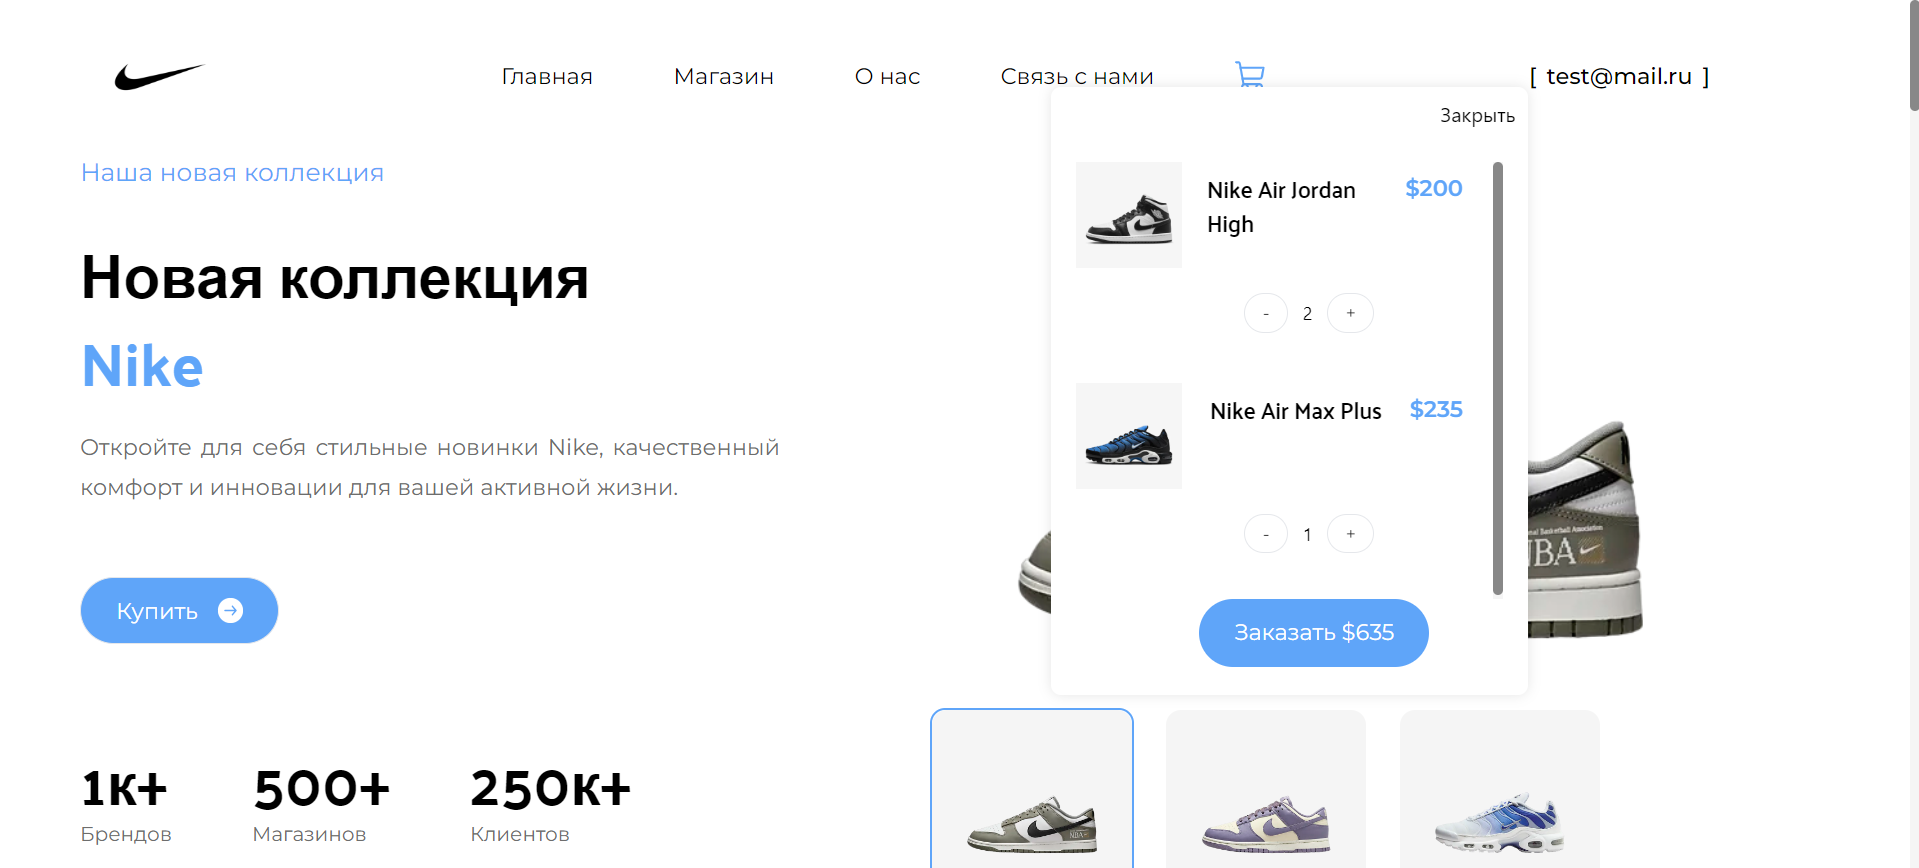 Главная
Магазин
О нас
Связь с нами
[ test@mail.ru ]
Наша новая коллекция
Новая коллекция
Nike
Откройте для себя стильные новинки Nike, качественный
комфорт и инновации для вашей активной жизни.
Купить
1к+
Брендов
500+
Магазинов
250к+
Клиентов
Закрыть
Nike Air Jordan
High
$200
- 2 +
Nike Air Max Plus
$235
- 1 +
Заказать $635
NBA